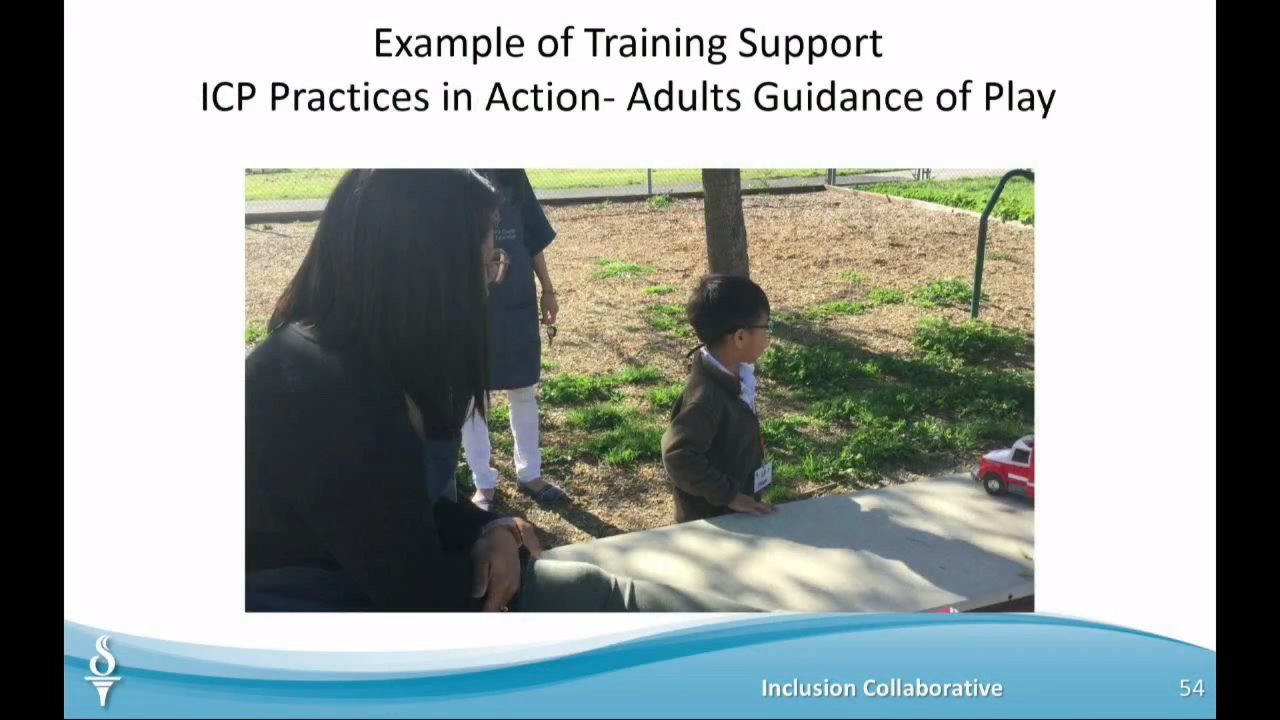 Example of Training Support
ICP Practices in Action- Adults Guidance of Play
Inclusion Collaborative
54